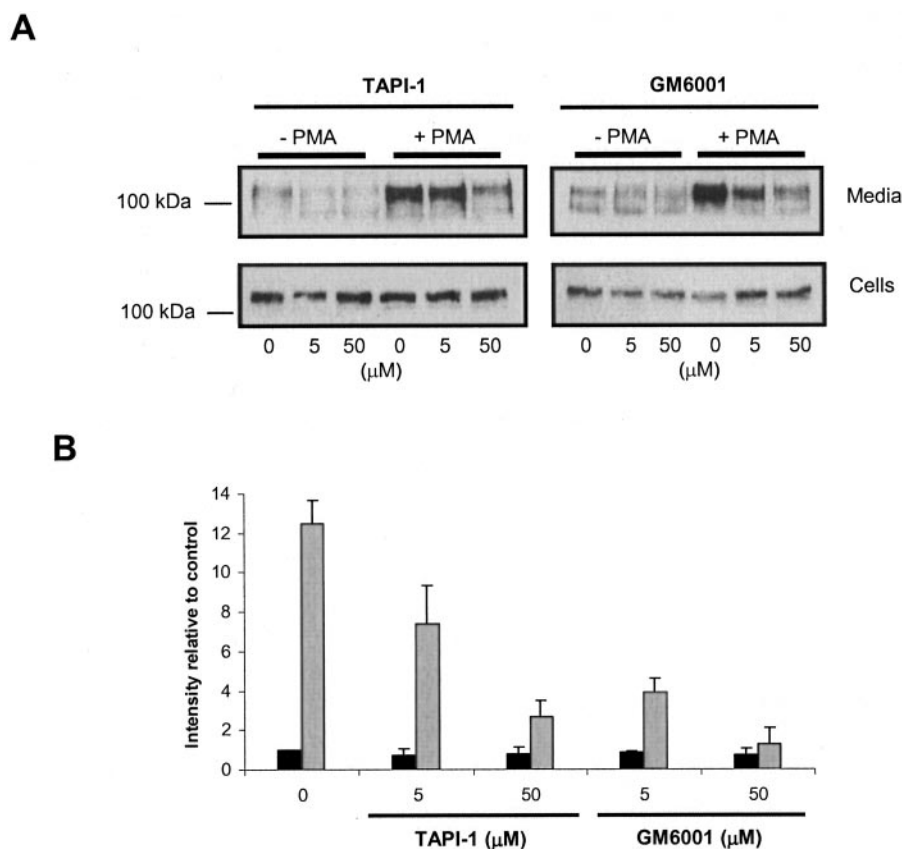 A
TAPI-1 GM6001
- PMA + PMA - PMA + PMA
100 kDa Media
100 kDa Cells
0 5 50 0 5 50 0 5 50 0 5 50
(μM) (μM)
B
Intensity relative to control
14
12
10
8
6
4
2
0
0 5 50 5 50
TAPI-1 (μM) GM6001 (μM)